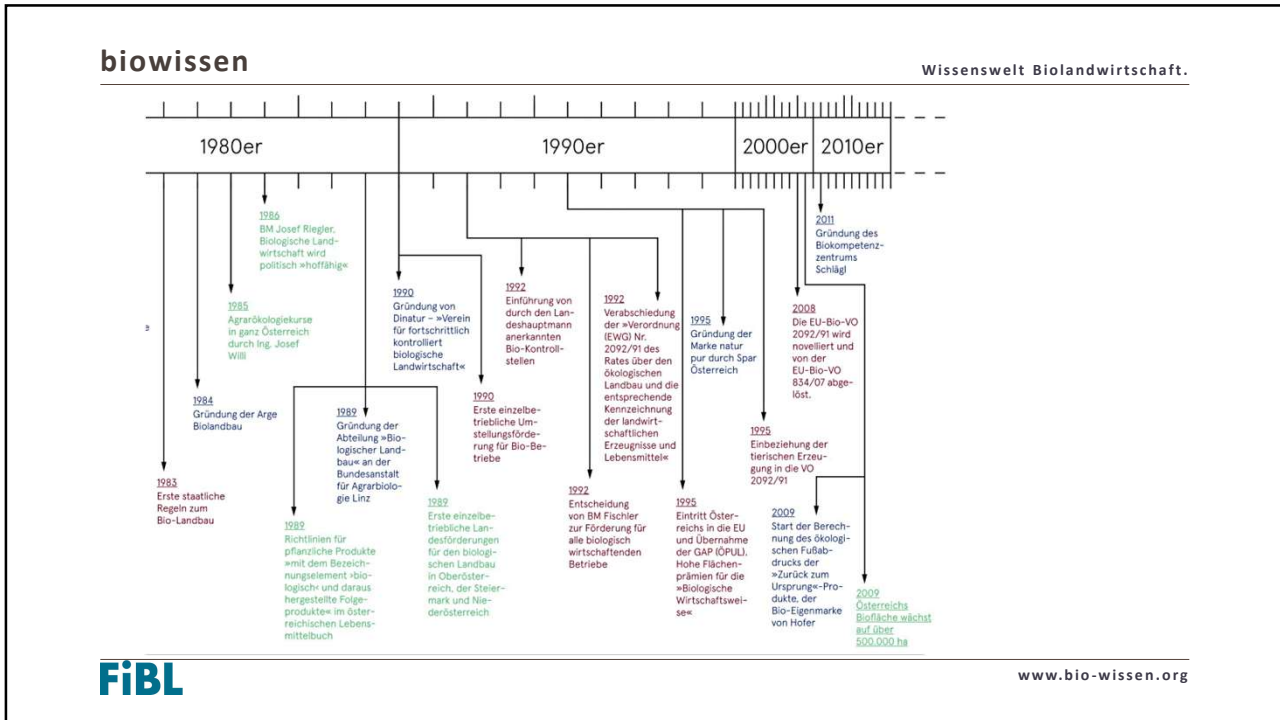 biowissen
Wissenswelt Biolandwirtschaft.
1980er
1990er
2000er
2010er
e
1983
Erste staatliche
Regeln zum
Bio-Landbau
1984
Gründung der Arge
Biolandbau
1985
Agrarökologiekurse
in ganz Österreich
durch Ing. Josef
Willi
1986
BM Josef Riegler,
Biologische Land-
wirtschaft wird
politisch »hoffähig«
1989
Richtlinien für
pflanzliche Produkte
»mit dem Bezeich-
nungselement ›bio-
logisch‹ und daraus
hergestellte Folge-
produkte« im öster-
reichischen Lebens-
mittelbuch
1989
Gründung der
Abteilung »Bio-
logischer Land-
bau« an der
Bundesanstalt
für Agrarbiolo-
gie Linz
1989
Erste einzelbe-
triebliche Lan-
desförderungen
für den biologi-
schen Landbau
in Oberöster-
reich, der Steier-
mark und Nie-
derösterreich
1990
Gründung von
Dinatur – »Verein
für fortschrittlich
kontrolliert
biologische
Landwirtschaft«
1990
Erste einzelbe-
triebliche Um-
stellungsförde-
rung für Bio-Be-
triebe
1992
Einführung von
durch den Lan-
deshauptmann
anerkannten
Bio-Kontroll-
stellen
1992
Entscheidung
von BM Fischler
zur Förderung für
alle biologisch
wirtschaftenden
Betriebe
1992
Verabschiedung
der »Verordnung
(EWG) Nr.
2092/91 des
Rates über den
ökologischen
Landbau und die
entsprechende
Kennzeichnung
der landwirt-
schaftlichen
Erzeugnisse und
Lebensmittel«
1995
Eintritt Öster-
reichs in die EU
und Übernahme
der GAP (ÖPUL).
Hohe Flächen-
prämien für die
»Biologische
Wirtschaftswei-
se«
1995
Gründung der
Marke natur
pur durch Spar
Österreich
1995
Einbeziehung der
tierischen Erzeu-
gung in die VO
2092/91
2008
Die EU-Bio-VO
2092/91 wird
novelliert und
von der
EU-Bio-VO
834/07 abge-
löst.
2009
Start der Berech-
nung des ökologi-
schen Fußab-
drucks der
»Zurück zum
Ursprung«-Pro-
dukte, der
Bio-Eigenmarke
von Hofer
2009
Österreichs
Biofläche wächst
auf über
500.000 ha
2011
Gründung des
Biokompetenz-
zentrums
Schlägl
FiBL
www.bio-wissen.org